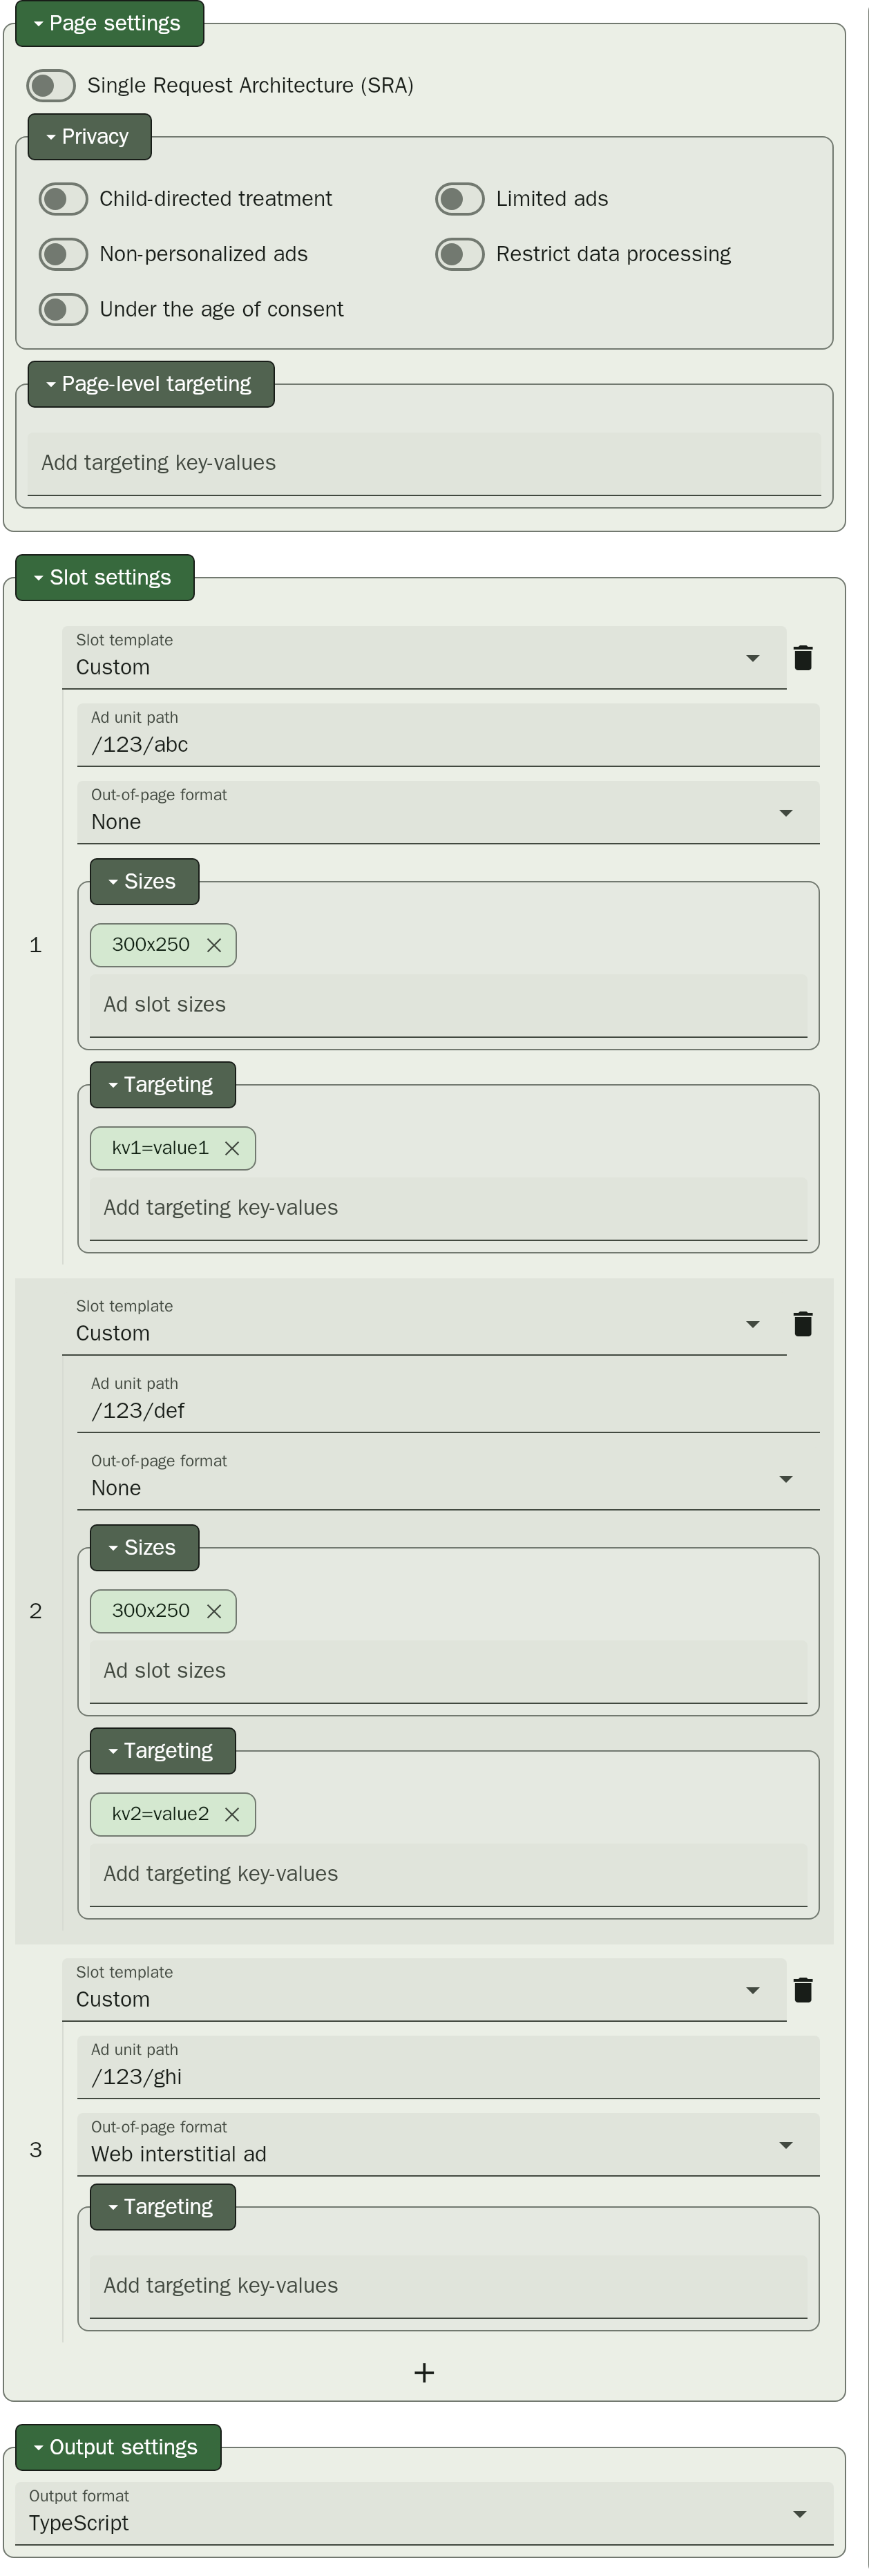 Page settings
Single Request Architecture (SRA)
Privacy
Child-directed treatment
Limited ads
Non-personalized ads
Restrict data processing
Under the age of consent
Page-level targeting
Add targeting key-values
Slot settings
Slot template
Custom
Ad unit path
/123/abc
Out-of-page format
None
Sizes
1
300x250
Ad slot sizes
Targeting
kv1=value1
Add targeting key-values
Slot template
Custom
Ad unit path
/123/def
Out-of-page format
None
Sizes
2
300x250
Ad slot sizes
Targeting
kv2=value2
Add targeting key-values
Slot template
Custom
Ad unit path
/123/ghi
Out-of-page format
3
Web interstitial ad
Targeting
Add targeting key-values
Output settings
Output format
TypeScript